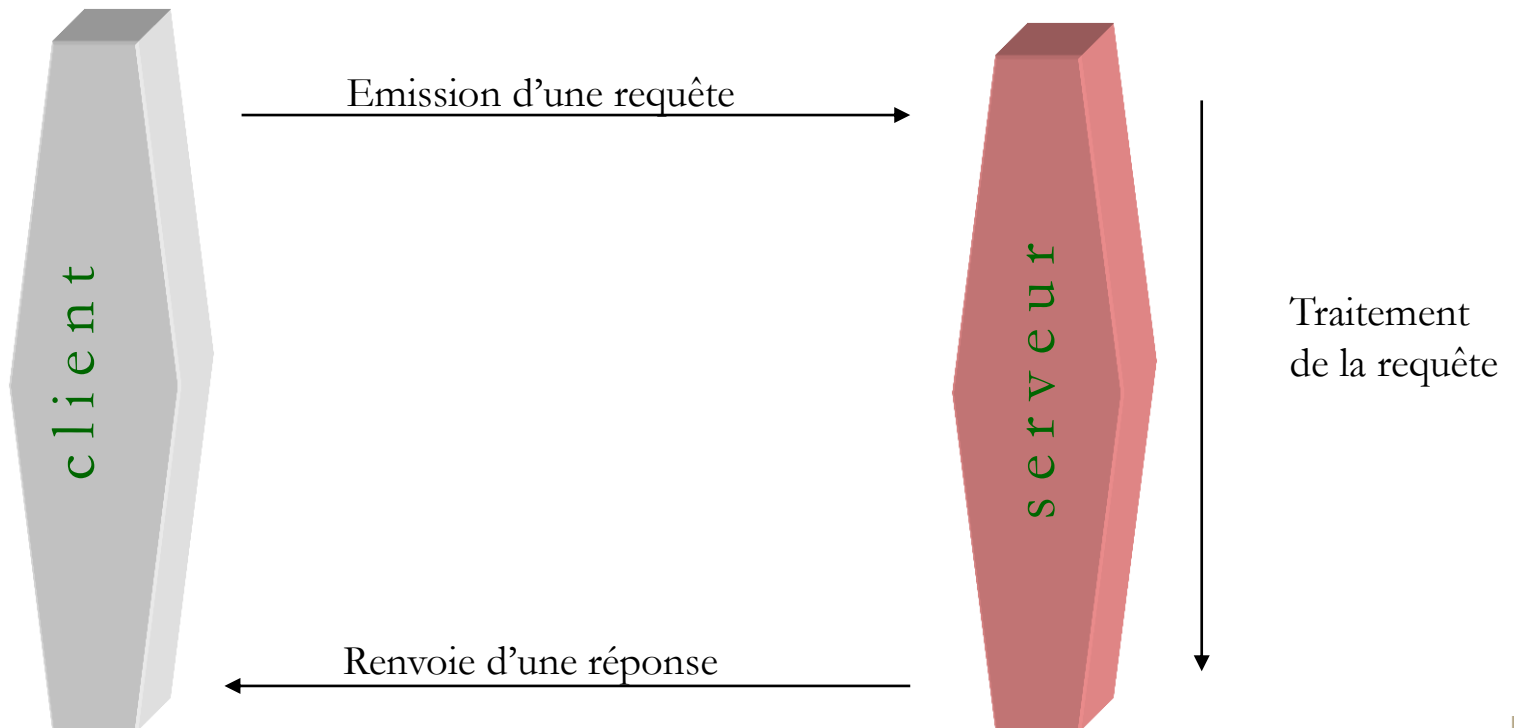 Emission d’une requête
client
serveur
Traitement
de la requête
Renvoie d’une réponse